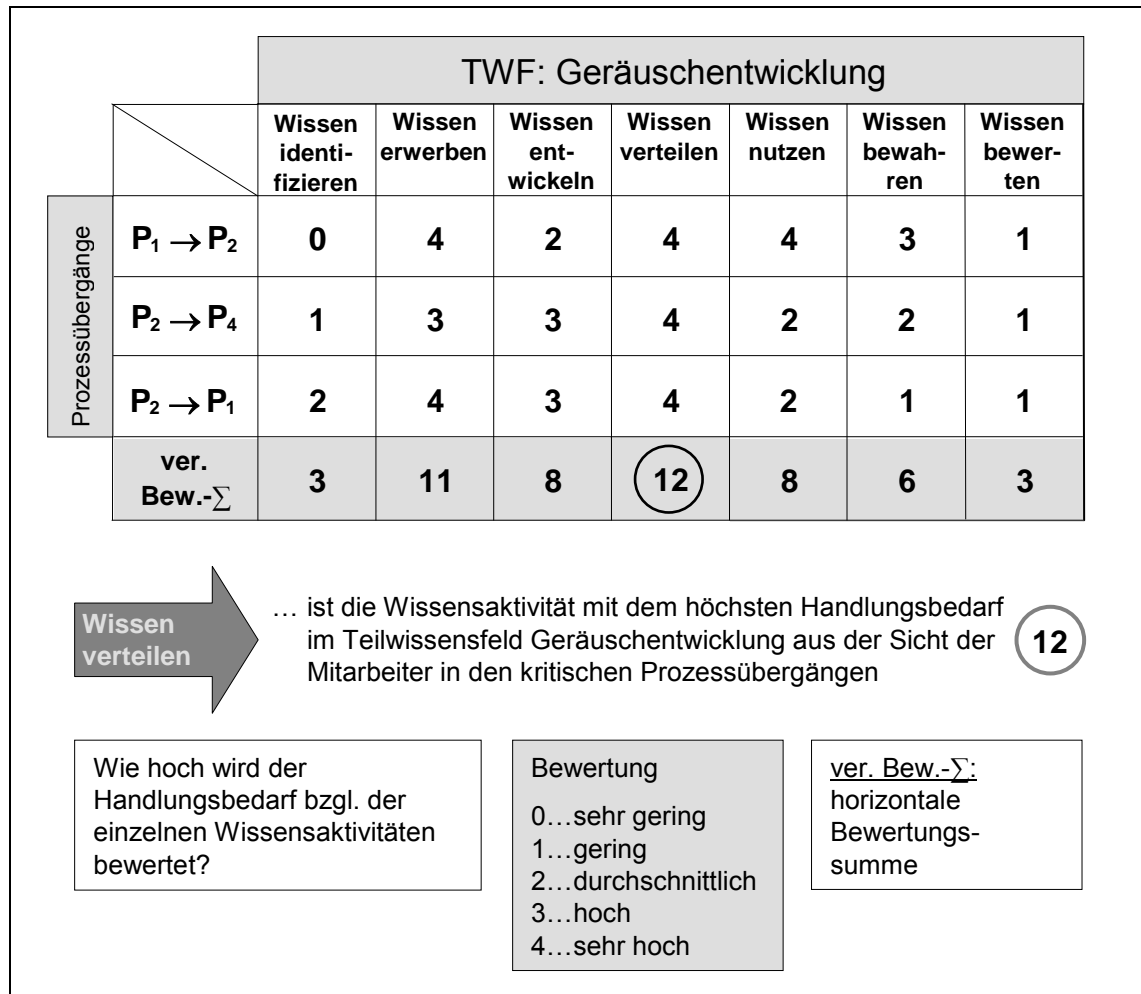 TWF: Geräuschentwicklung
Wissen identi- fizieren
Wissen erwerben
Wissen ent- wickeln
Wissen verteilen
Wissen nutzen
Wissen bewah- ren
Wissen bewer- ten
Prozessübergänge
P₁ → P₂ 0 4 2 4 4 3 1
P₂ → P₄ 1 3 3 4 2 2 1
P₂ → P₁ 2 4 3 4 2 1 1
ver. Bew.-∑ 3 11 8 12 8 6 3
Wissen
verteilen
… ist die Wissensaktivität mit dem höchsten Handlungsbedarf
im Teilwissensfeld Geräuschentwicklung aus der Sicht der
Mitarbeiter in den kritischen Prozessübergängen
12
Wie hoch wird der
Handlungsbedarf bzgl. der
einzelnen Wissensaktivitäten
bewertet?
Bewertung
0…sehr gering
1…gering
2…durchschnittlich
3…hoch
4…sehr hoch
ver. Bew.-∑:
horizontale
Bewertungs-
summe